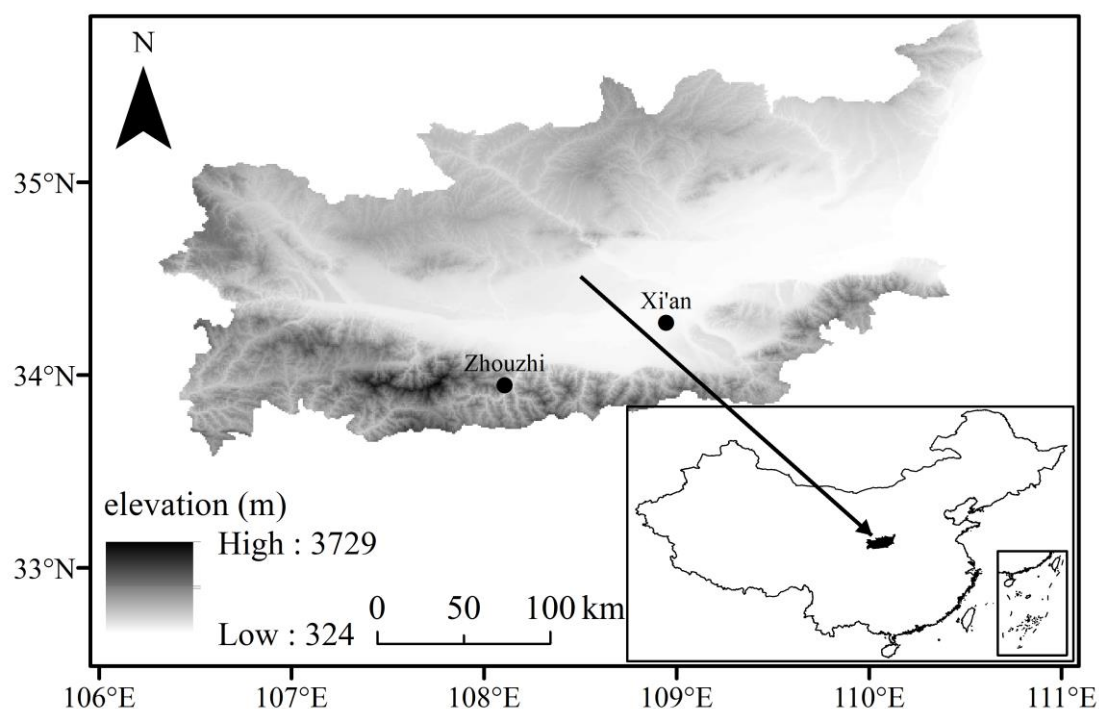 N
35°N
Xi'an
34°N
Zhouzhi
elevation (m)
High : 3729
33°N
0 50 100 km
Low : 324
106°E 107°E 108°E 109°E 110°E 111°E